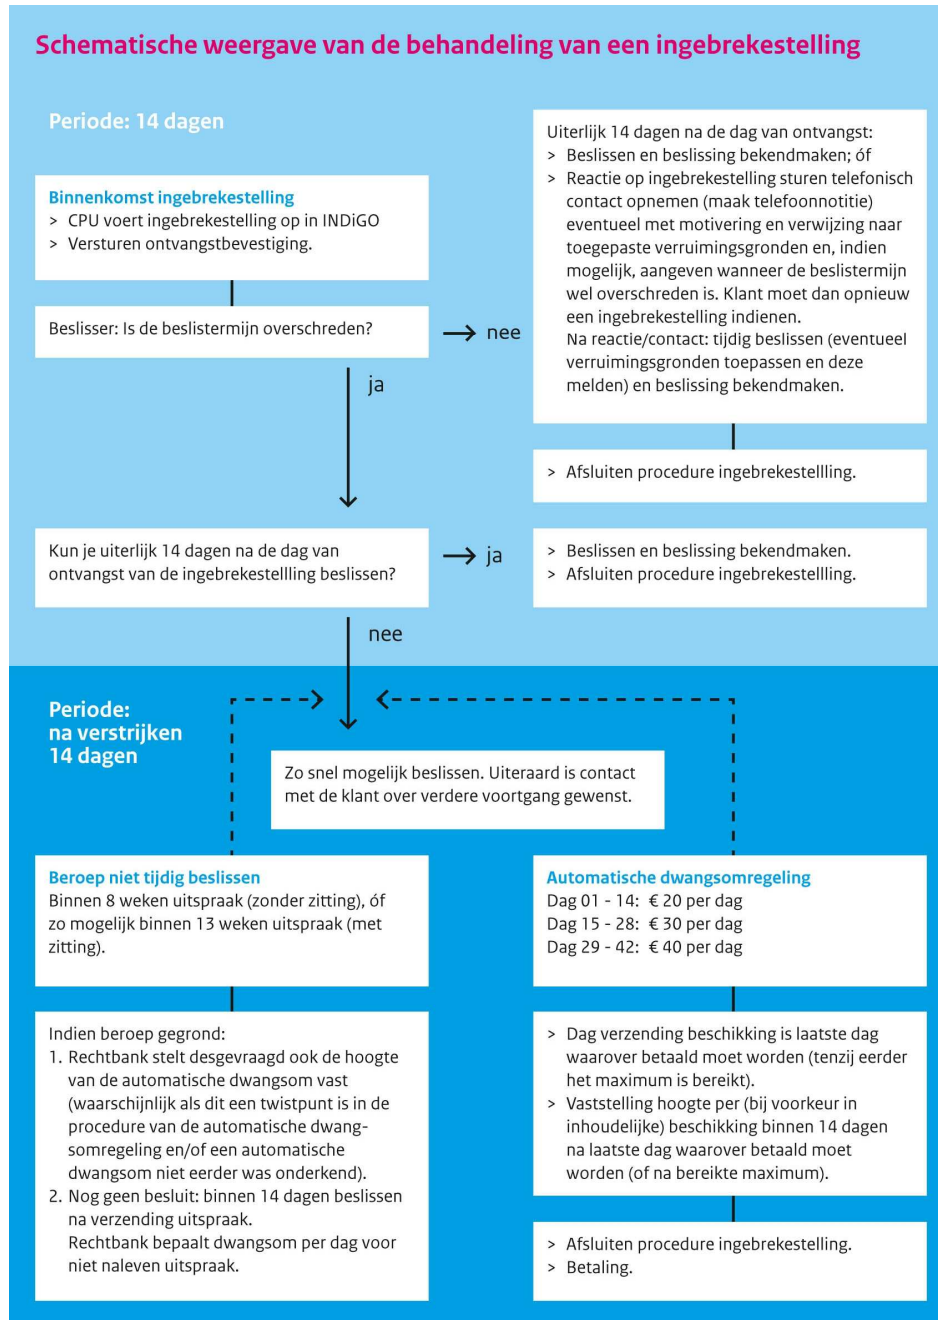 Schematische weergave van de behandeling van een ingebrekestelling
Periode: 14 dagen
Binnenkomst ingebrekestelling
> CPU voert ingebrekestelling op in INDiGO
> Versturen ontvangstbevestiging.
Beslisser: Is de beslistermijn overschreden?
nee
Uiterlijk 14 dagen na de dag van ontvangst:
> Beslissen en beslissing bekendmaken; óf
> Reactie op ingebrekestelling sturen telefonisch
contact opnemen (maak telefoonnotitie)
eventueel met motivering en verwijzing naar
toegepaste verruimingsgronden en, indien
mogelijk, aangeven wanneer de beslistermijn
wel overschreden is. Klant moet dan opnieuw
een ingebrekestelling indienen.
Na reactie/contact: tijdig beslissen (eventueel
verruimingsgronden toepassen en deze
melden) en beslissing bekendmaken.
> Afsluiten procedure ingebrekestellling.
ja
Kun je uiterlijk 14 dagen na de dag van
ontvangst van de ingebrekestellling beslissen?
ja
> Beslissen en beslissing bekendmaken.
> Afsluiten procedure ingebrekestellling.
nee
Periode:
na verstrijken
14 dagen
Zo snel mogelijk beslissen. Uiteraard is contact
met de klant over verdere voortgang gewenst.
Beroep niet tijdig beslissen
Binnen 8 weken uitspraak (zonder zitting), óf
zo mogelijk binnen 13 weken uitspraak (met
zitting).
Indien beroep gegrond:
1. Rechtbank stelt desgevraagd ook de hoogte
van de automatische dwangsom vast
(waarschijnlijk als dit een twistpunt is in de
procedure van de automatische dwang-
somregeling en/of een automatische
dwangsom niet eerder was onderkend).
2. Nog geen besluit: binnen 14 dagen beslissen
na verzending uitspraak.
Rechtbank bepaalt dwangsom per dag voor
niet naleven uitspraak.
Automatische dwangsomregeling
Dag 01 - 14: € 20 per dag
Dag 15 - 28: € 30 per dag
Dag 29 - 42: € 40 per dag
> Dag verzending beschikking is laatste dag
waarover betaald moet worden (tenzij eerder
het maximum is bereikt).
> Vaststelling hoogte per (bij voorkeur in
inhoudelijke) beschikking binnen 14 dagen
na laatste dag waarover betaald moet
worden (of na bereikte maximum).
> Afsluiten procedure ingebrekestelling.
> Betaling.